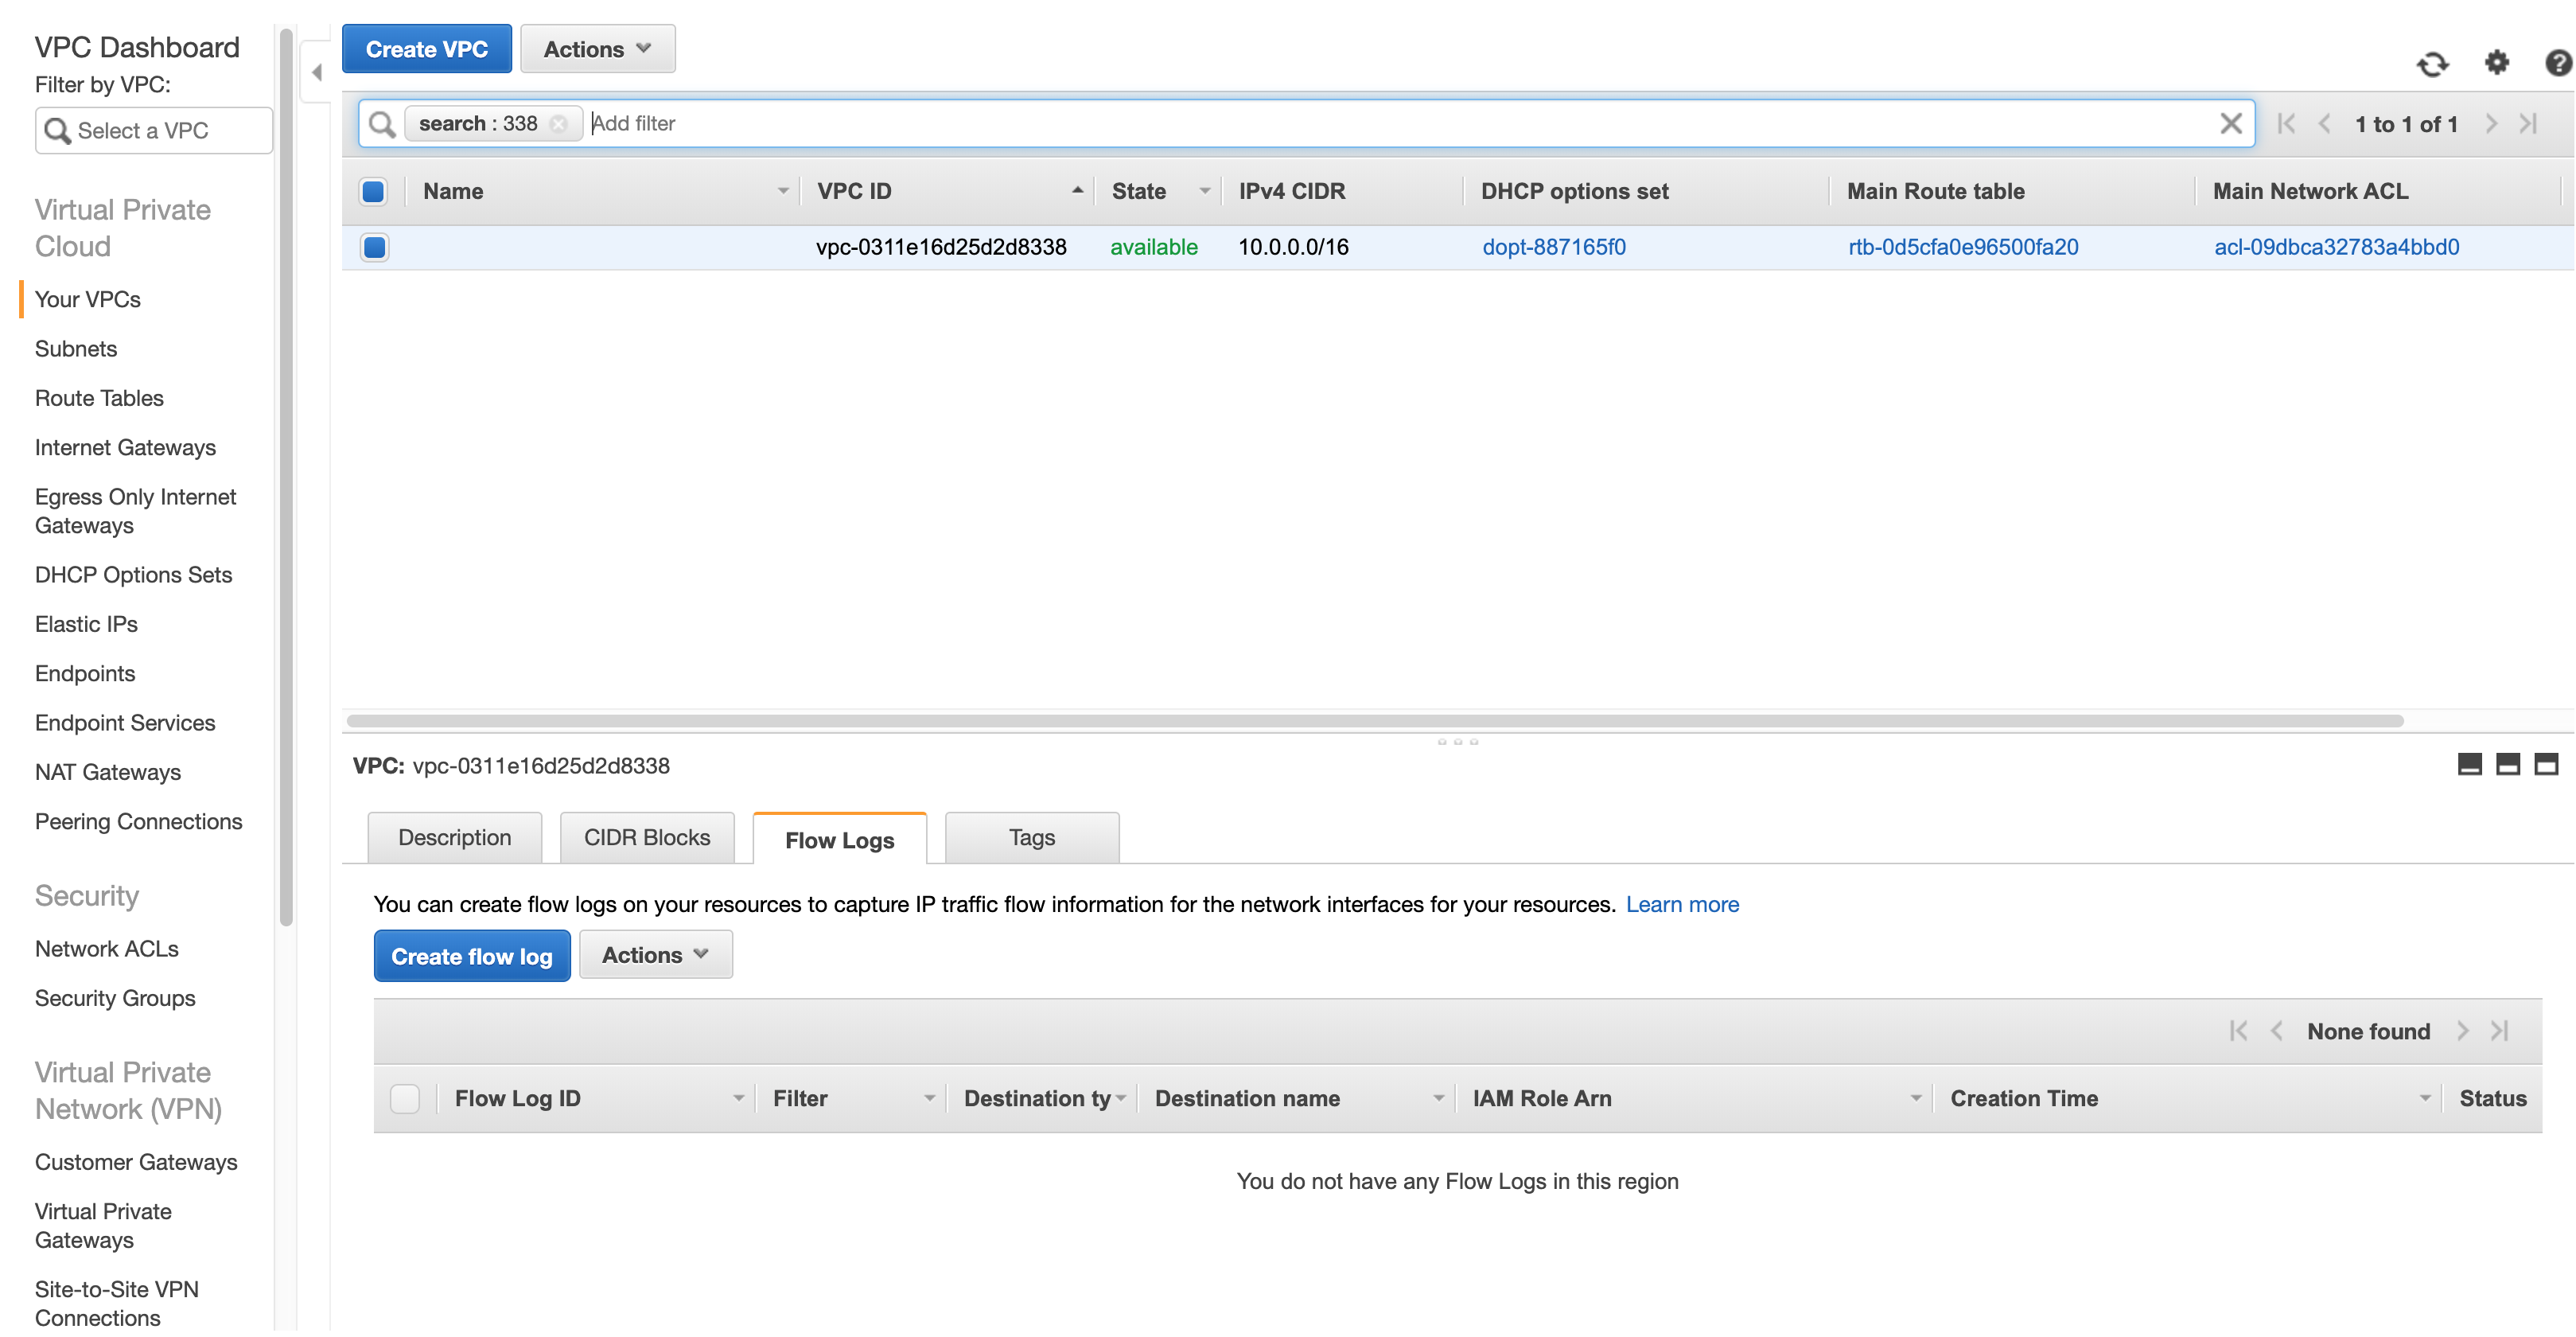 VPC Dashboard
Filter by VPC:
Select a VPC
Virtual Private
Cloud
Your VPCs
Subnets
Route Tables
Internet Gateways
Egress Only Internet
Gateways
DHCP Options Sets
Elastic IPs
Endpoints
Endpoint Services
NAT Gateways
Peering Connections
Security
Network ACLs
Security Groups
Virtual Private
Network (VPN)
Customer Gateways
Virtual Private
Gateways
Site-to-Site VPN
Connections
Create VPC Actions
search : 338 Add filter 1 to 1 of 1
Name VPC ID State IPv4 CIDR DHCP options set Main Route table Main Network ACL
vpc-0311e16d25d2d8338 available 10.0.0.0/16 dopt-887165f0 rtb-0d5cfa0e96500fa20 acl-09dbca32783a4bbd0
VPC: vpc-0311e16d25d2d8338
Description CIDR Blocks Flow Logs Tags
You can create flow logs on your resources to capture IP traffic flow information for the network interfaces for your resources. Learn more
Create flow log Actions
None found
Flow Log ID Filter Destination ty Destination name IAM Role Arn Creation Time Status
You do not have any Flow Logs in this region